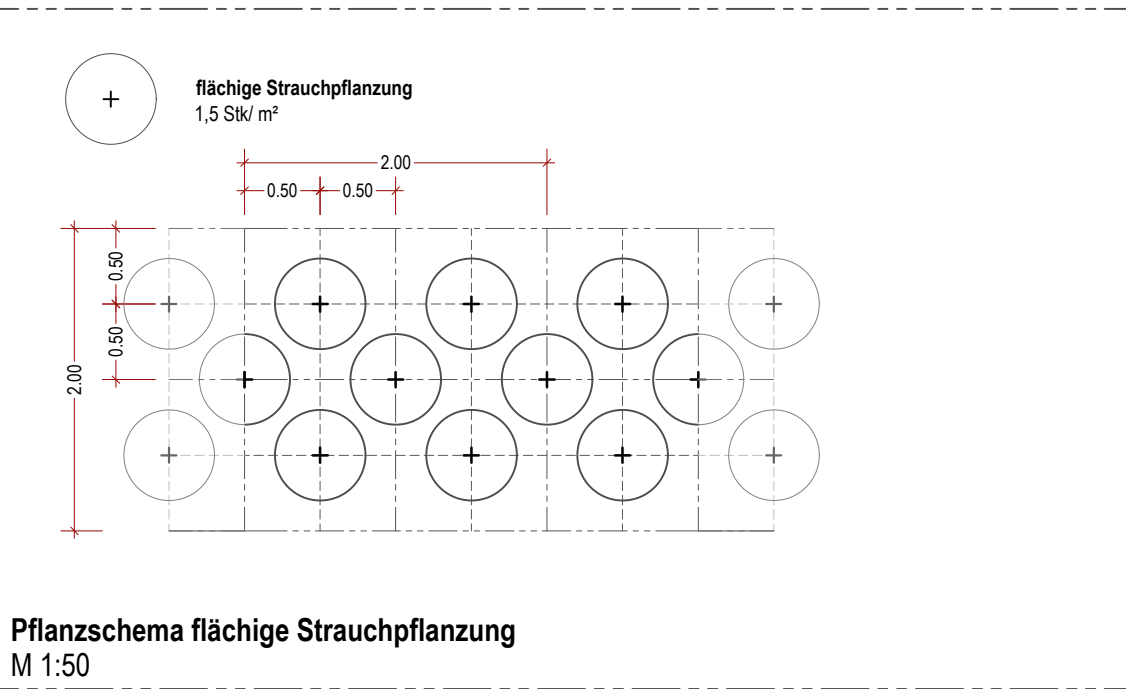 flächige Strauchpflanzung
1,5 Stk/ m²
2.00
0.50 0.50
0.50
0.50
2.00
Pflanzschema flächige Strauchpflanzung
M 1:50